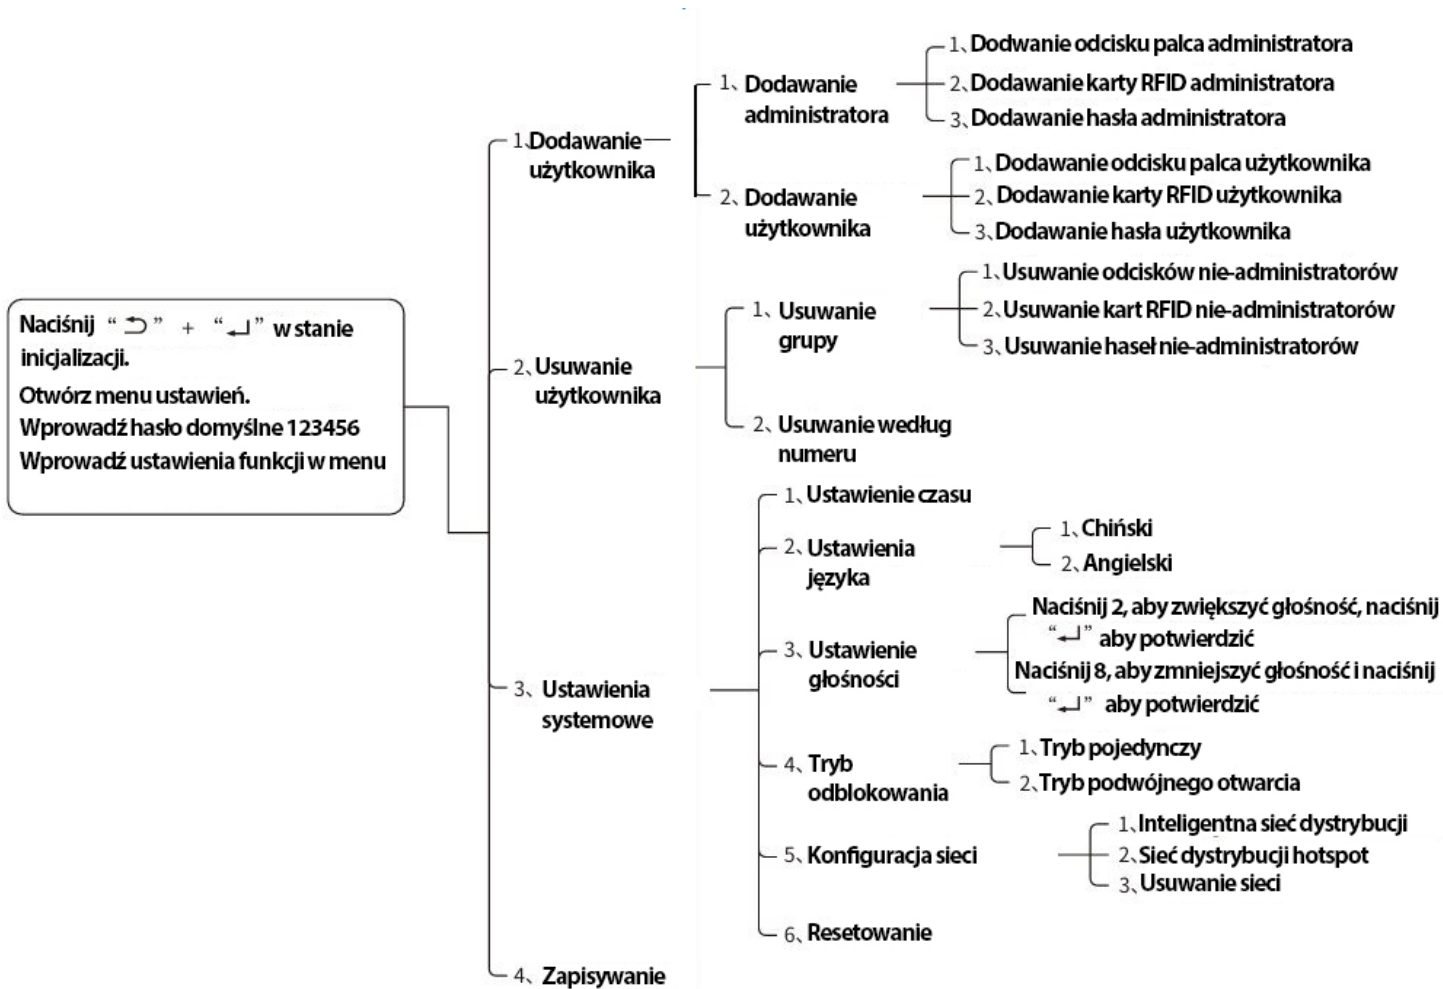 Naciśnij “⮌” + “↵” w stanie
inicjalizacji.
Otwórz menu ustawień.
Wprowadź hasło domyślne 123456
Wprowadź ustawienia funkcji w menu
1、Dodawanie
użytkownika
1、Dodawanie
administratora
1、Dodwanie odcisku palca administratora
2、Dodawanie karty RFID administratora
3、Dodawanie hasła administratora
2、Dodawanie
użytkownika
1、Dodawanie odcisku palca użytkownika
2、Dodawanie karty RFID użytkownika
3、Dodawanie hasła użytkownika
2、Usuwanie
użytkownika
1、Usuwanie
grupy
1、Usuwanie odcisków nie-administratorów
2、Usuwanie kart RFID nie-administratorów
3、Usuwanie haseł nie-administratorów
2、Usuwanie według
numeru
3、Ustawienia
systemowe
1、Ustawienie czasu
2、Ustawienia
języka
1、Chiński
2、Angielski
3、Ustawienie
głośności
Naciśnij 2, aby zwiększyć głośność, naciśnij
“↵” aby potwierdzić
Naciśnij 8, aby zmniejszyć głośność i naciśnij
“↵” aby potwierdzić
4、Tryb
odblokowania
1、Tryb pojedynczy
2、Tryb podwójnego otwarcia
5、Konfiguracja sieci
1、Inteligentna sieć dystrybucji
2、Sieć dystrybucji hotspot
3、Usuwanie sieci
6、Resetowanie
4、Zapisywanie